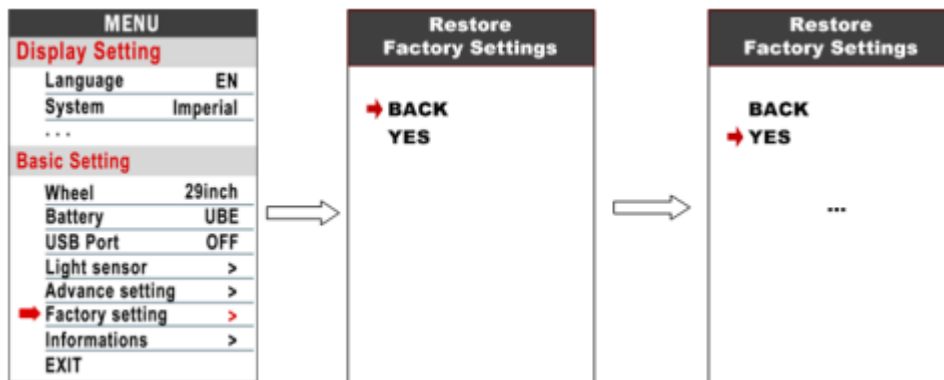 MENU
Display Setting
Language EN
System Imperial
...
Basic Setting
Wheel 29inch
Battery UBE
USB Port OFF
Light sensor >
Advance setting >
Factory setting >
Informations >
EXIT
Restore
Factory Settings
BACK
YES
Restore
Factory Settings
BACK
YES
...